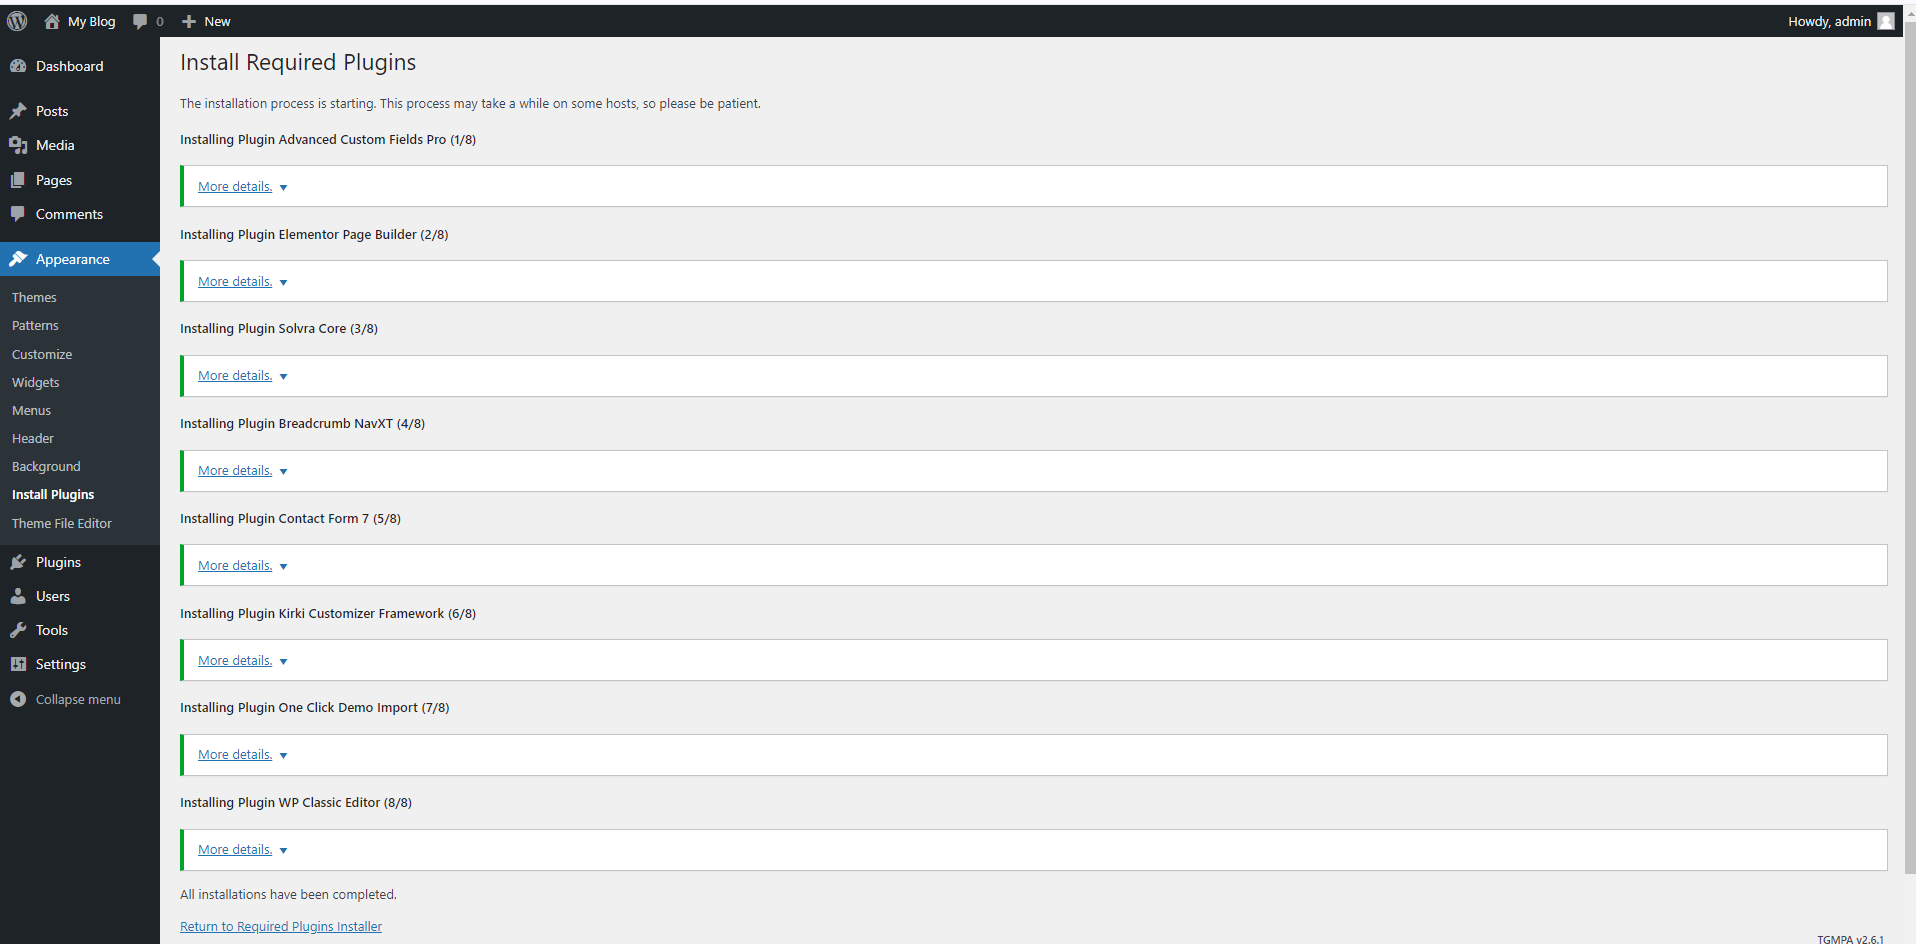 My Blog
0
New
Howdy, admin
Dashboard
Posts
Media
Pages
Comments
Appearance
Themes
Patterns
Customize
Widgets
Menus
Header
Background
Install Plugins
Theme File Editor
Plugins
Users
Tools
Settings
Collapse menu
Install Required Plugins
The installation process is starting. This process may take a while on some hosts, so please be patient.
Installing Plugin Advanced Custom Fields Pro (1/8)
More details.
Installing Plugin Elementor Page Builder (2/8)
More details.
Installing Plugin Solvra Core (3/8)
More details.
Installing Plugin Breadcrumb NavXT (4/8)
More details.
Installing Plugin Contact Form 7 (5/8)
More details.
Installing Plugin Kirki Customizer Framework (6/8)
More details.
Installing Plugin One Click Demo Import (7/8)
More details.
Installing Plugin WP Classic Editor (8/8)
More details.
All installations have been completed.
Return to Required Plugins Installer
TGMPA v2.6.1